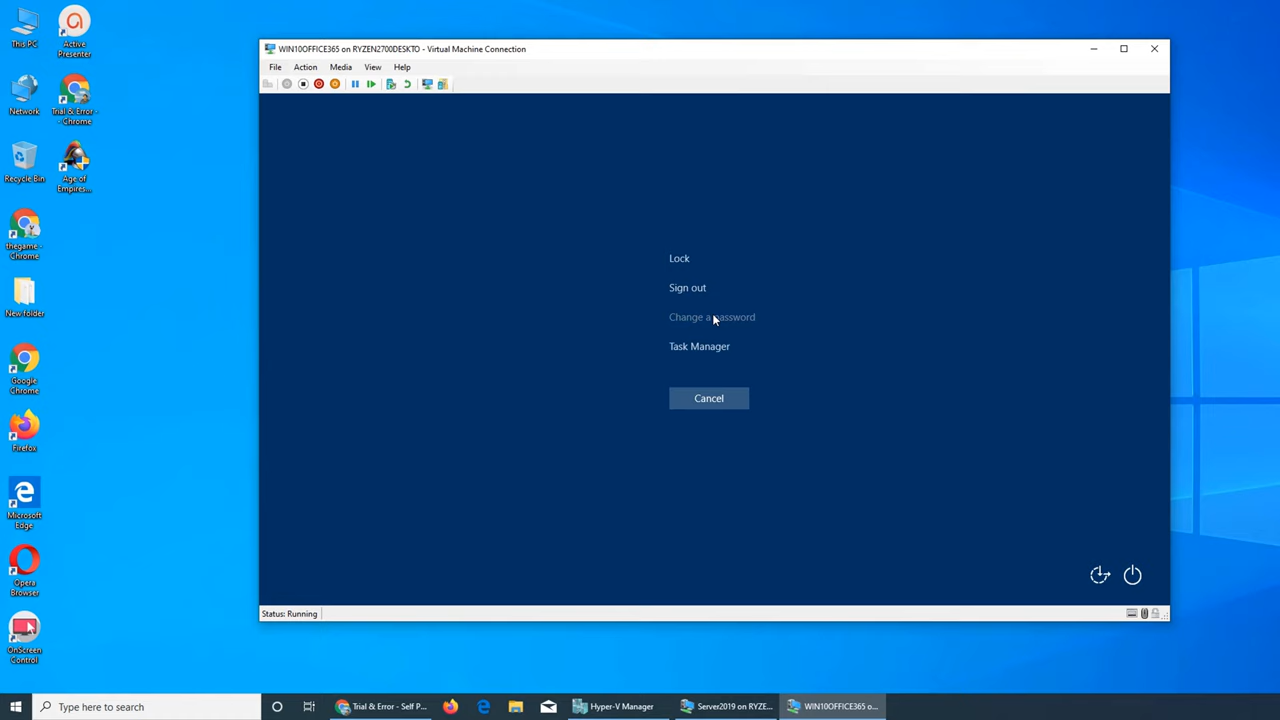 This PC
Active
Presenter
Network
Trial & Error -
- Chrome
Recycle Bin
Age of
Empires...
thegame -
Chrome
New folder
Google
Chrome
Firefox
Microsoft
Edge
Opera
Browser
OnScreen
Control
WIN10OFFICE365 on RYZEN2700DESKTO - Virtual Machine Connection
File Action Media View Help
Lock
Sign out
Change a password
Task Manager
Cancel
Status: Running
Type here to search
Trial & Error - Self P...
Hyper-V Manager
Server2019 on RYZE...
WIN10OFFICE365 o...